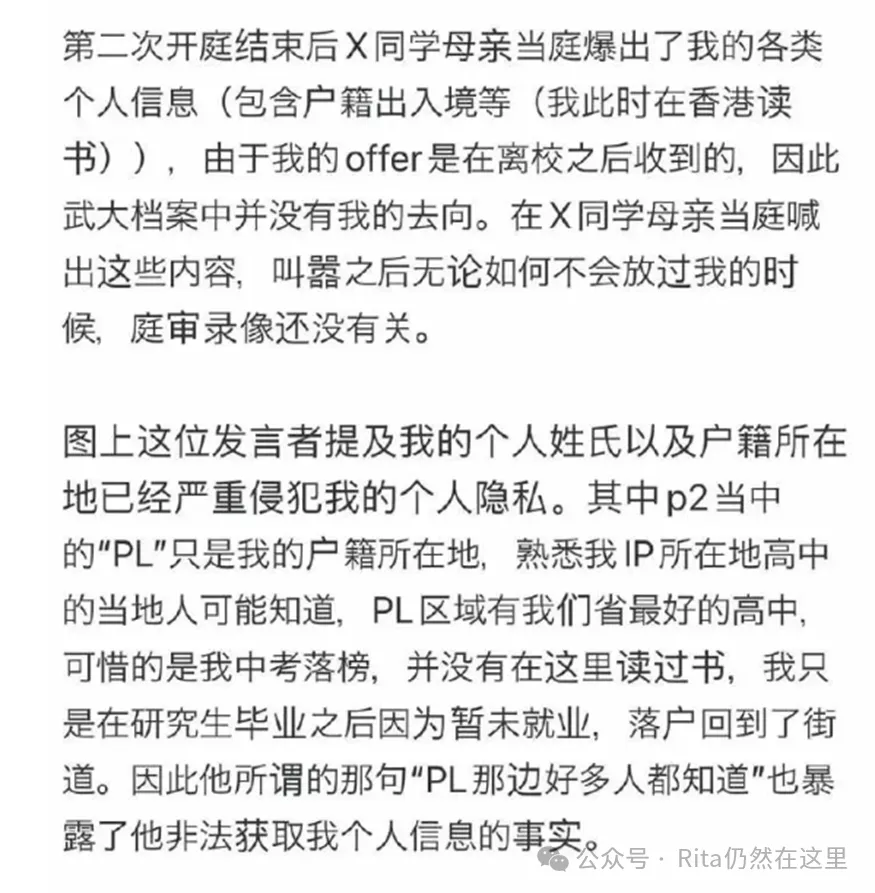 第二次开庭结束后X同学母亲当庭爆出了我的各类
个人信息（包含户籍出入境等（我此时在香港读
书）），由于我的offer是在离校之后收到的，因此
武大档案中并没有我的去向。在X同学母亲当庭喊
出这些内容，叫嚣之后无论如何不会放过我的时
候，庭审录像还没有关。
图上这位发言者提及我的个人姓氏以及户籍所在
地已经严重侵犯我的个人隐私。其中p2当中
的“PL”只是我的户籍所在地，熟悉我IP所在地高中
的当地人可能知道，PL区域有我们省最好的高中，
可惜的是我中考落榜，并没有在这里读过书，我只
是在研究生毕业之后因为暂未就业，落户回到了街
道。因此他所谓的那句“PL那边好多人都知道”也暴
露了他非法获取我个人信息的事实。
公众号 · Rita仍然在这里